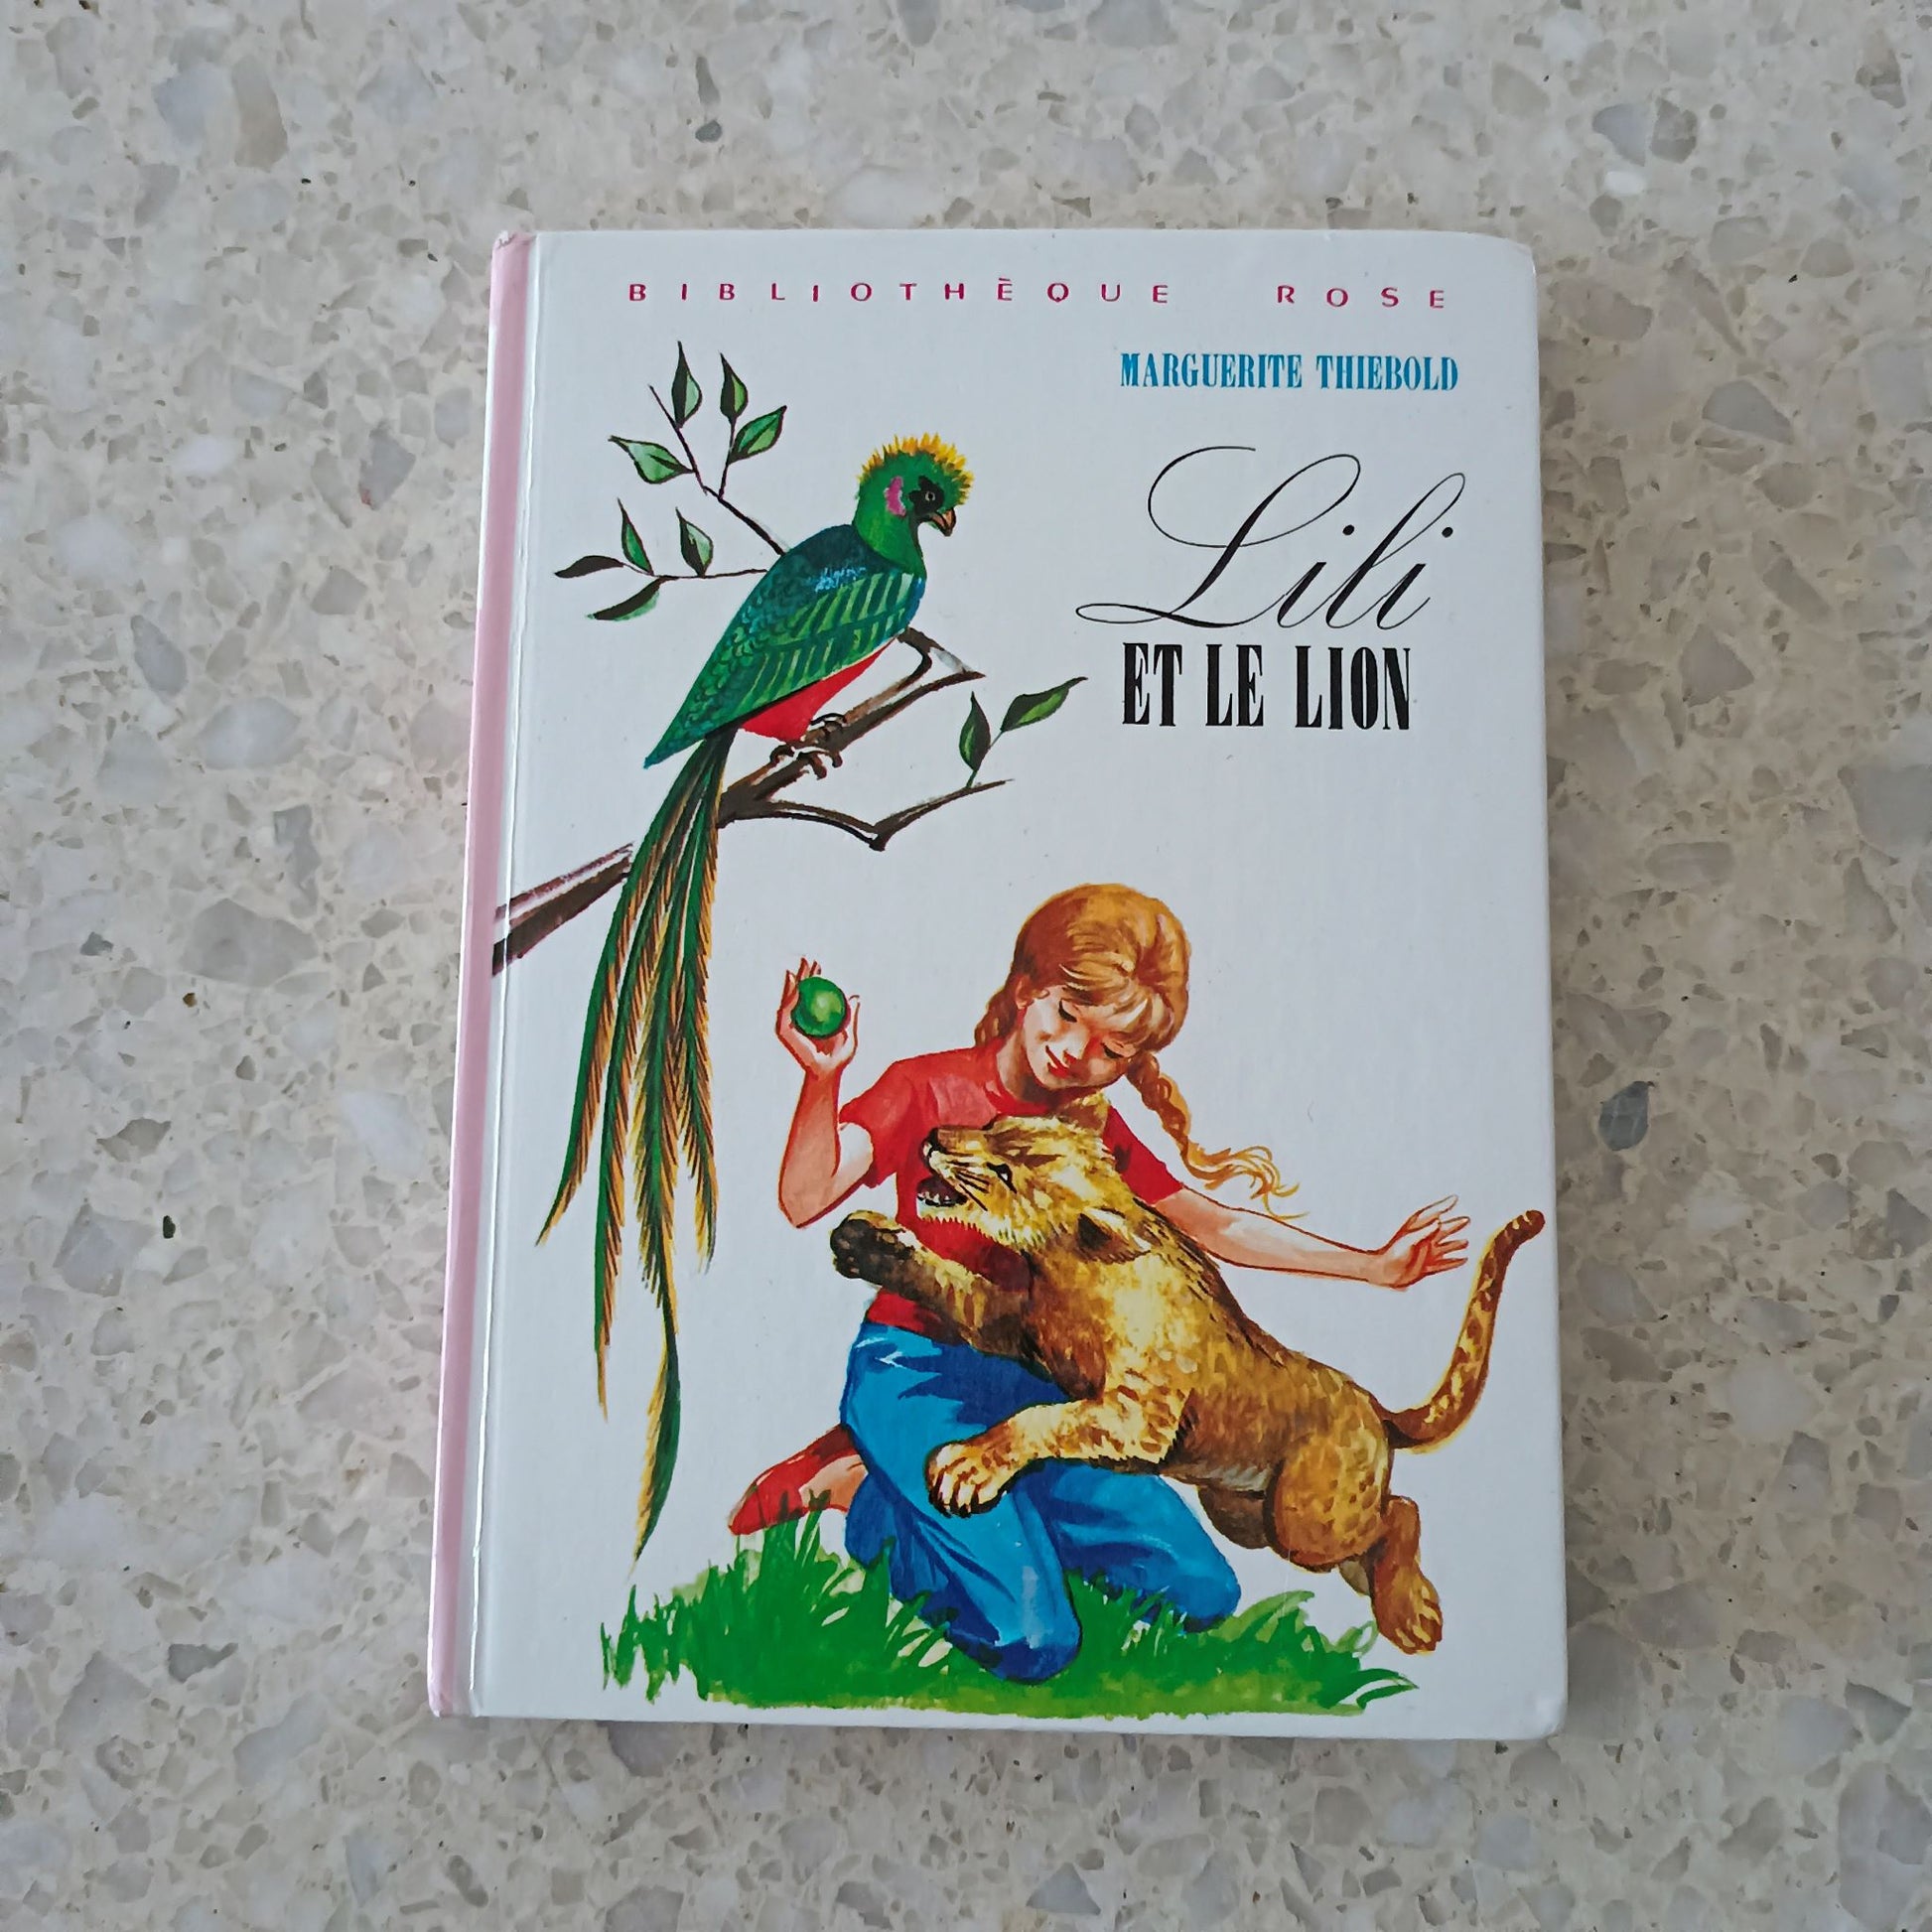 BIBLIOTHÈQUE ROSE
MARGUERITE THIEBOLD
Lili
ET LE LION